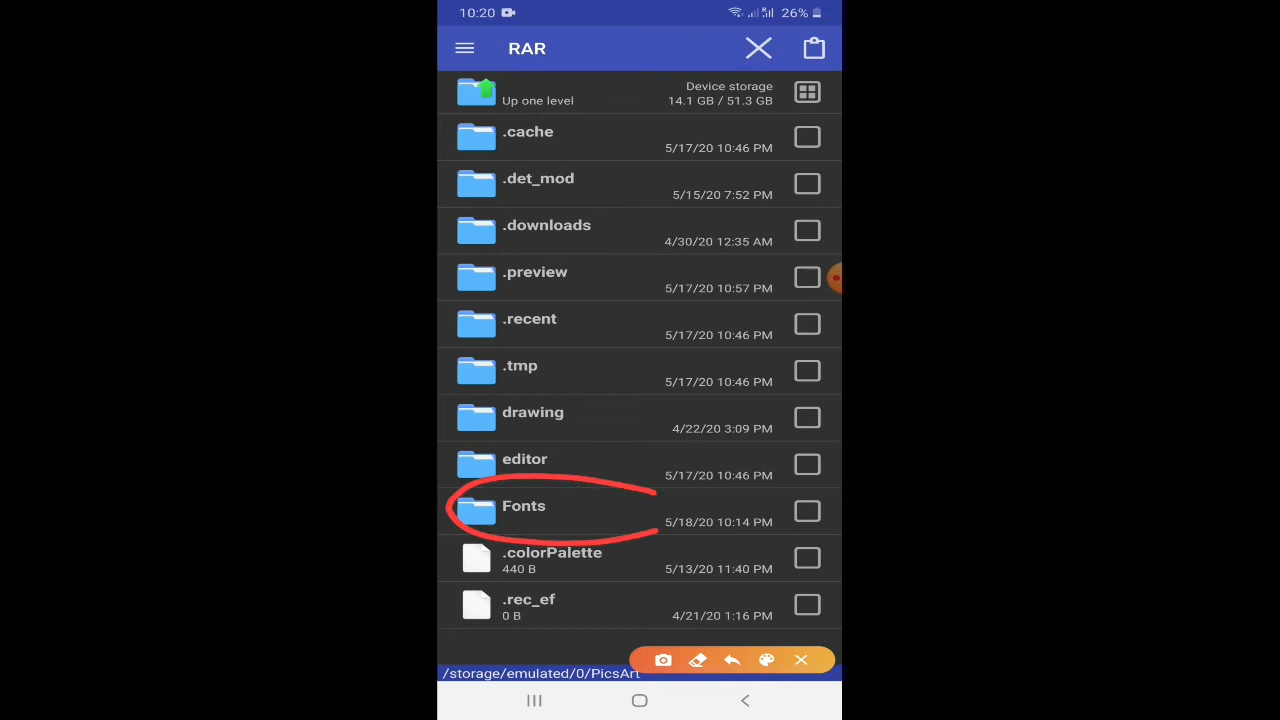 10:20 26%
RAR
Up one level
Device storage
14.1 GB / 51.3 GB
.cache
5/17/20 10:46 PM
.det_mod
5/15/20 7:52 PM
.downloads
4/30/20 12:35 AM
.preview
5/17/20 10:57 PM
.recent
5/17/20 10:46 PM
.tmp
5/17/20 10:46 PM
drawing
4/22/20 3:09 PM
editor
5/17/20 10:46 PM
Fonts
5/18/20 10:14 PM
.colorPalette
440 B 5/13/20 11:40 PM
.rec_ef
0 B 4/21/20 1:16 PM
/storage/emulated/0/PicsArt